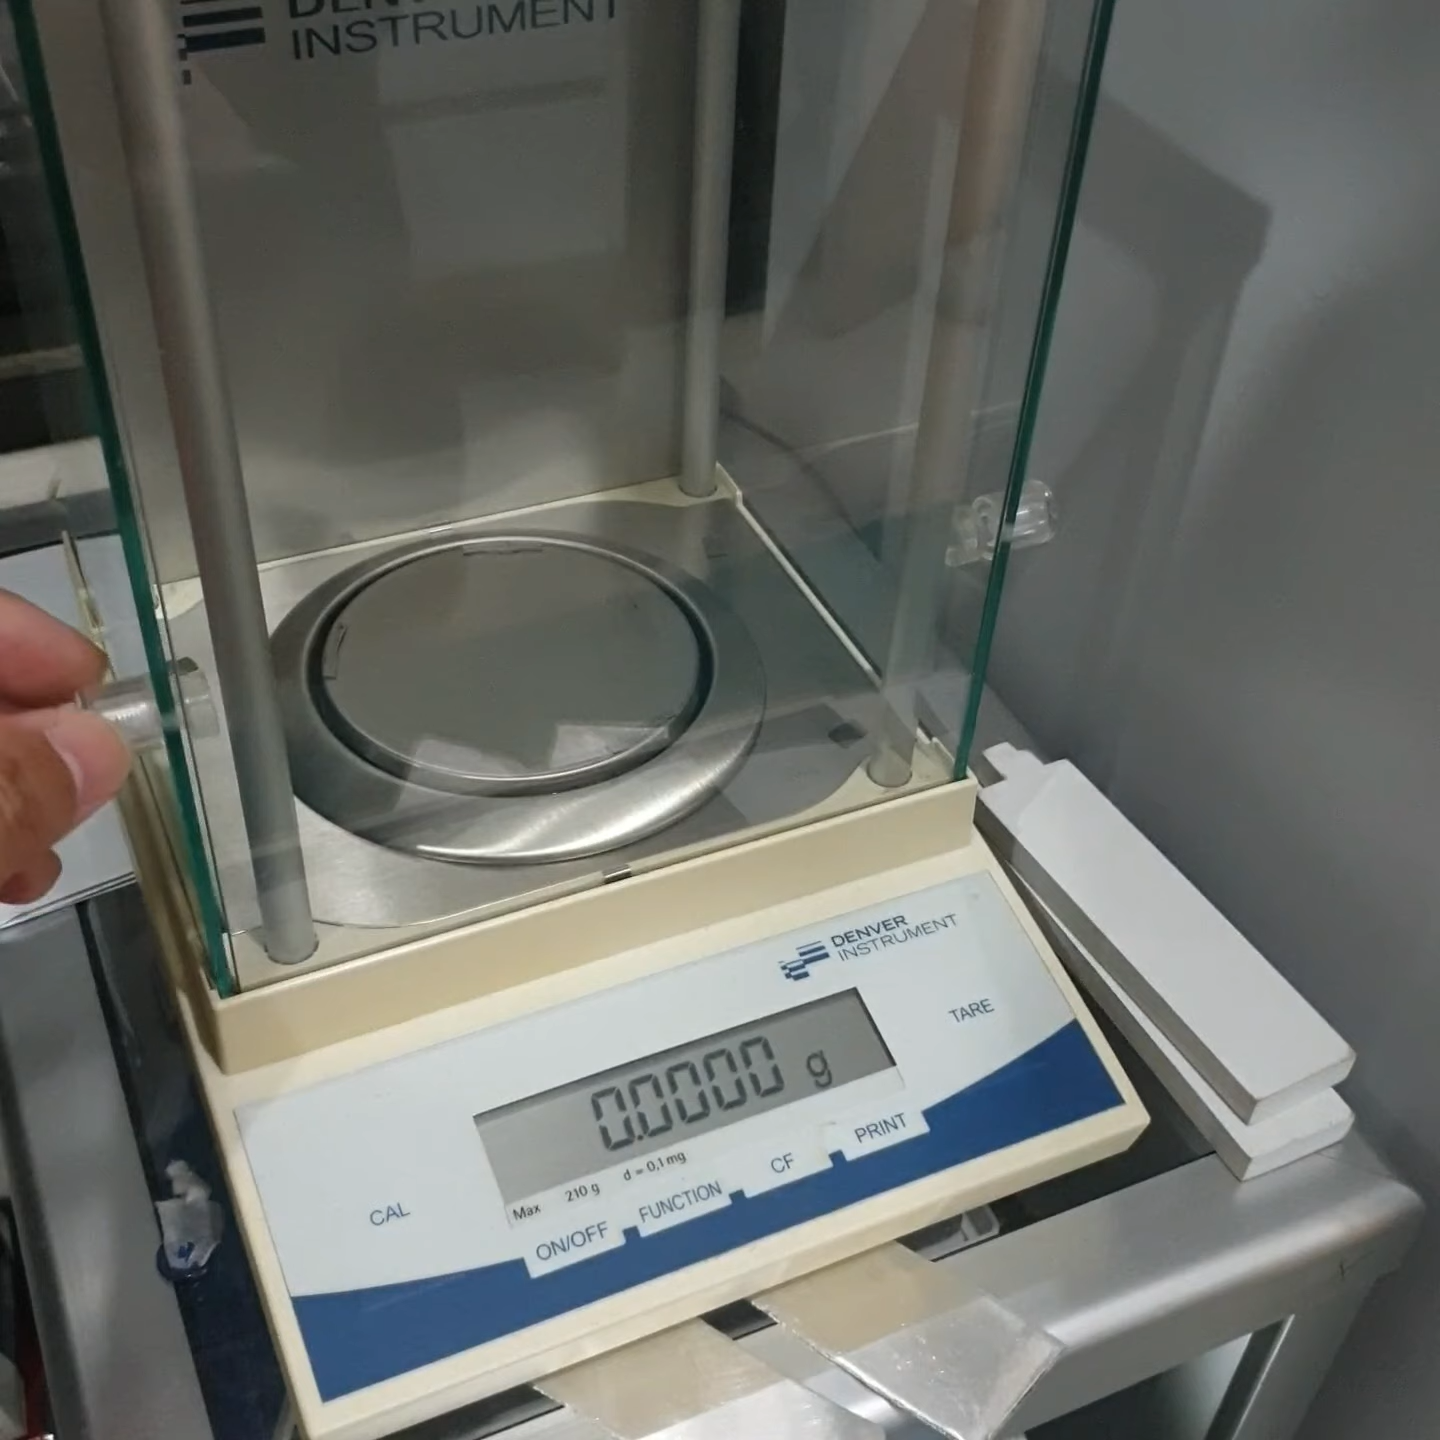 INSTRUMENT
DENVER
INSTRUMENT
TARE
0.0000 g
Max 210 g d = 0,1 mg
CAL
ON/OFF
FUNCTION
CF
PRINT